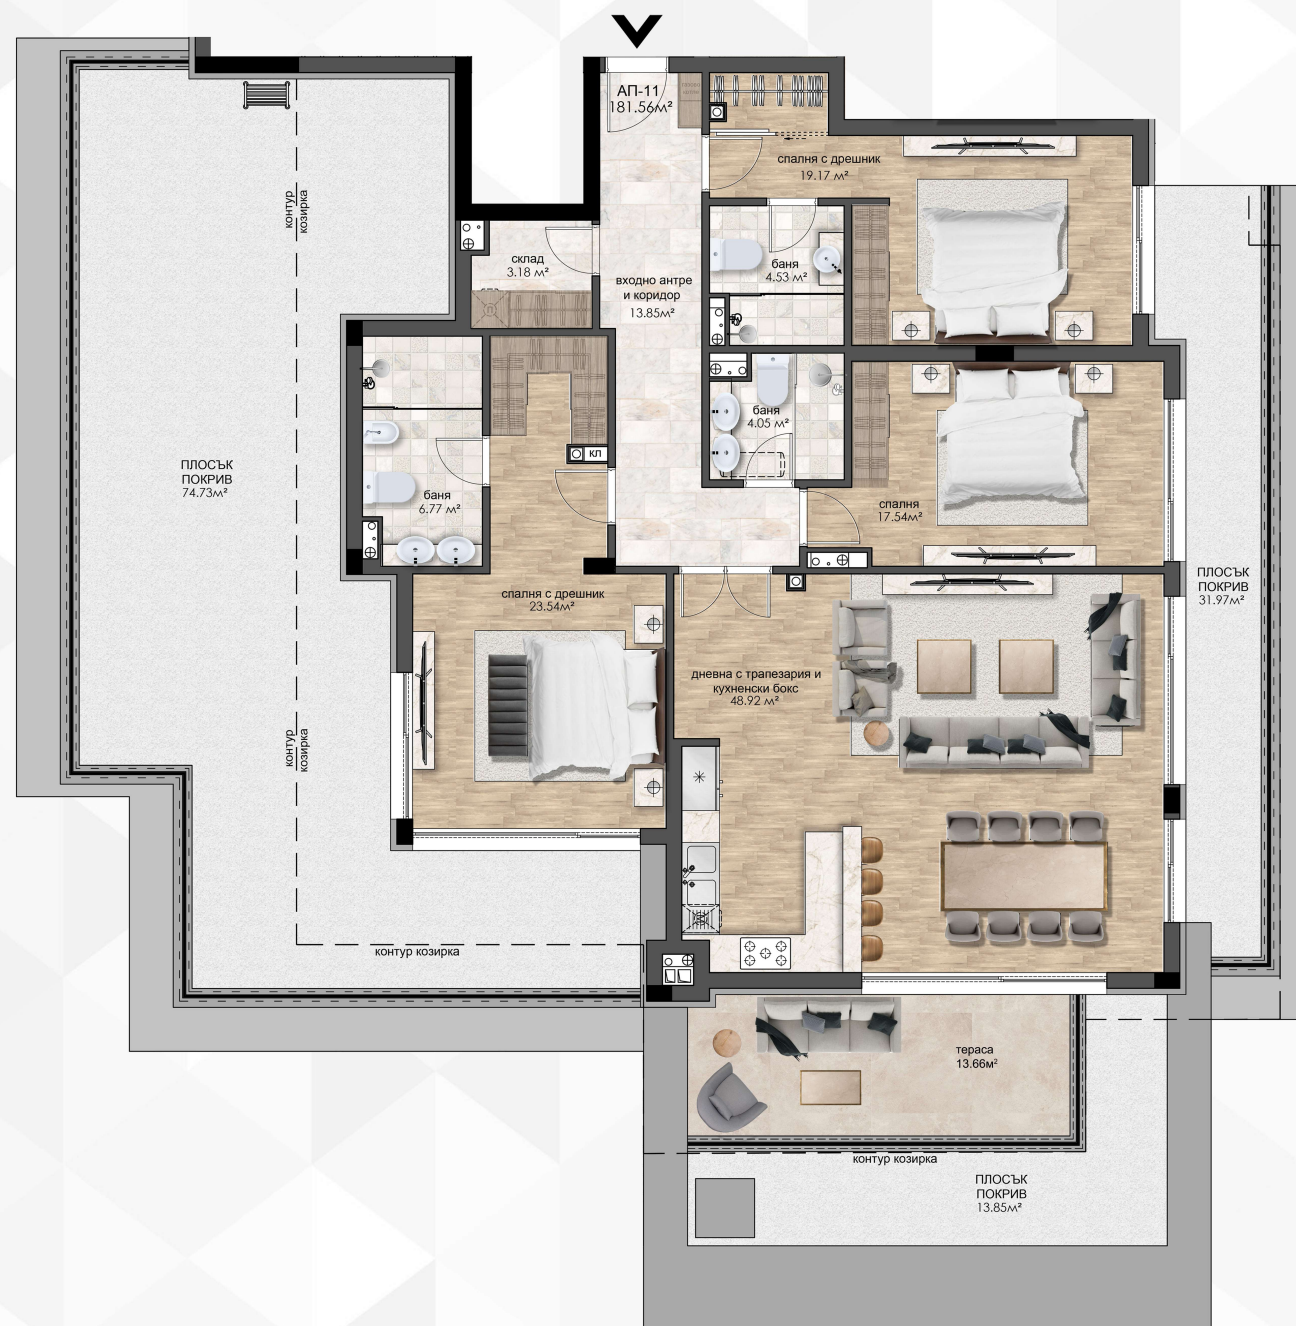 АП-11
181.56м²
спалня с дрешник
19.17 м²
контур
козирка
склад
3.18 м²
баня
4.53 м²
входно антре
и коридор
13.85м²
баня
4.05 м²
кл
ПЛОСЪК
ПОКРИВ
74.73м²
баня
6.77 м²
спалня
17.54м²
ПЛОСЪК
ПОКРИВ
31.97м²
спалня с дрешник
23.54м²
дневна с трапезария и
кухненски бокс
48.92 м²
контур
козирка
контур козирка
тераса
13.66м²
контур козирка
ПЛОСЪК
ПОКРИВ
13.85м²